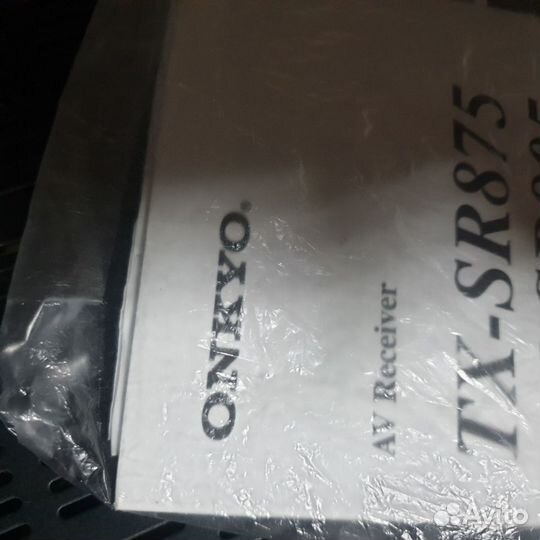 ONKYO®
AV Receiver
TX-SR875
Avito